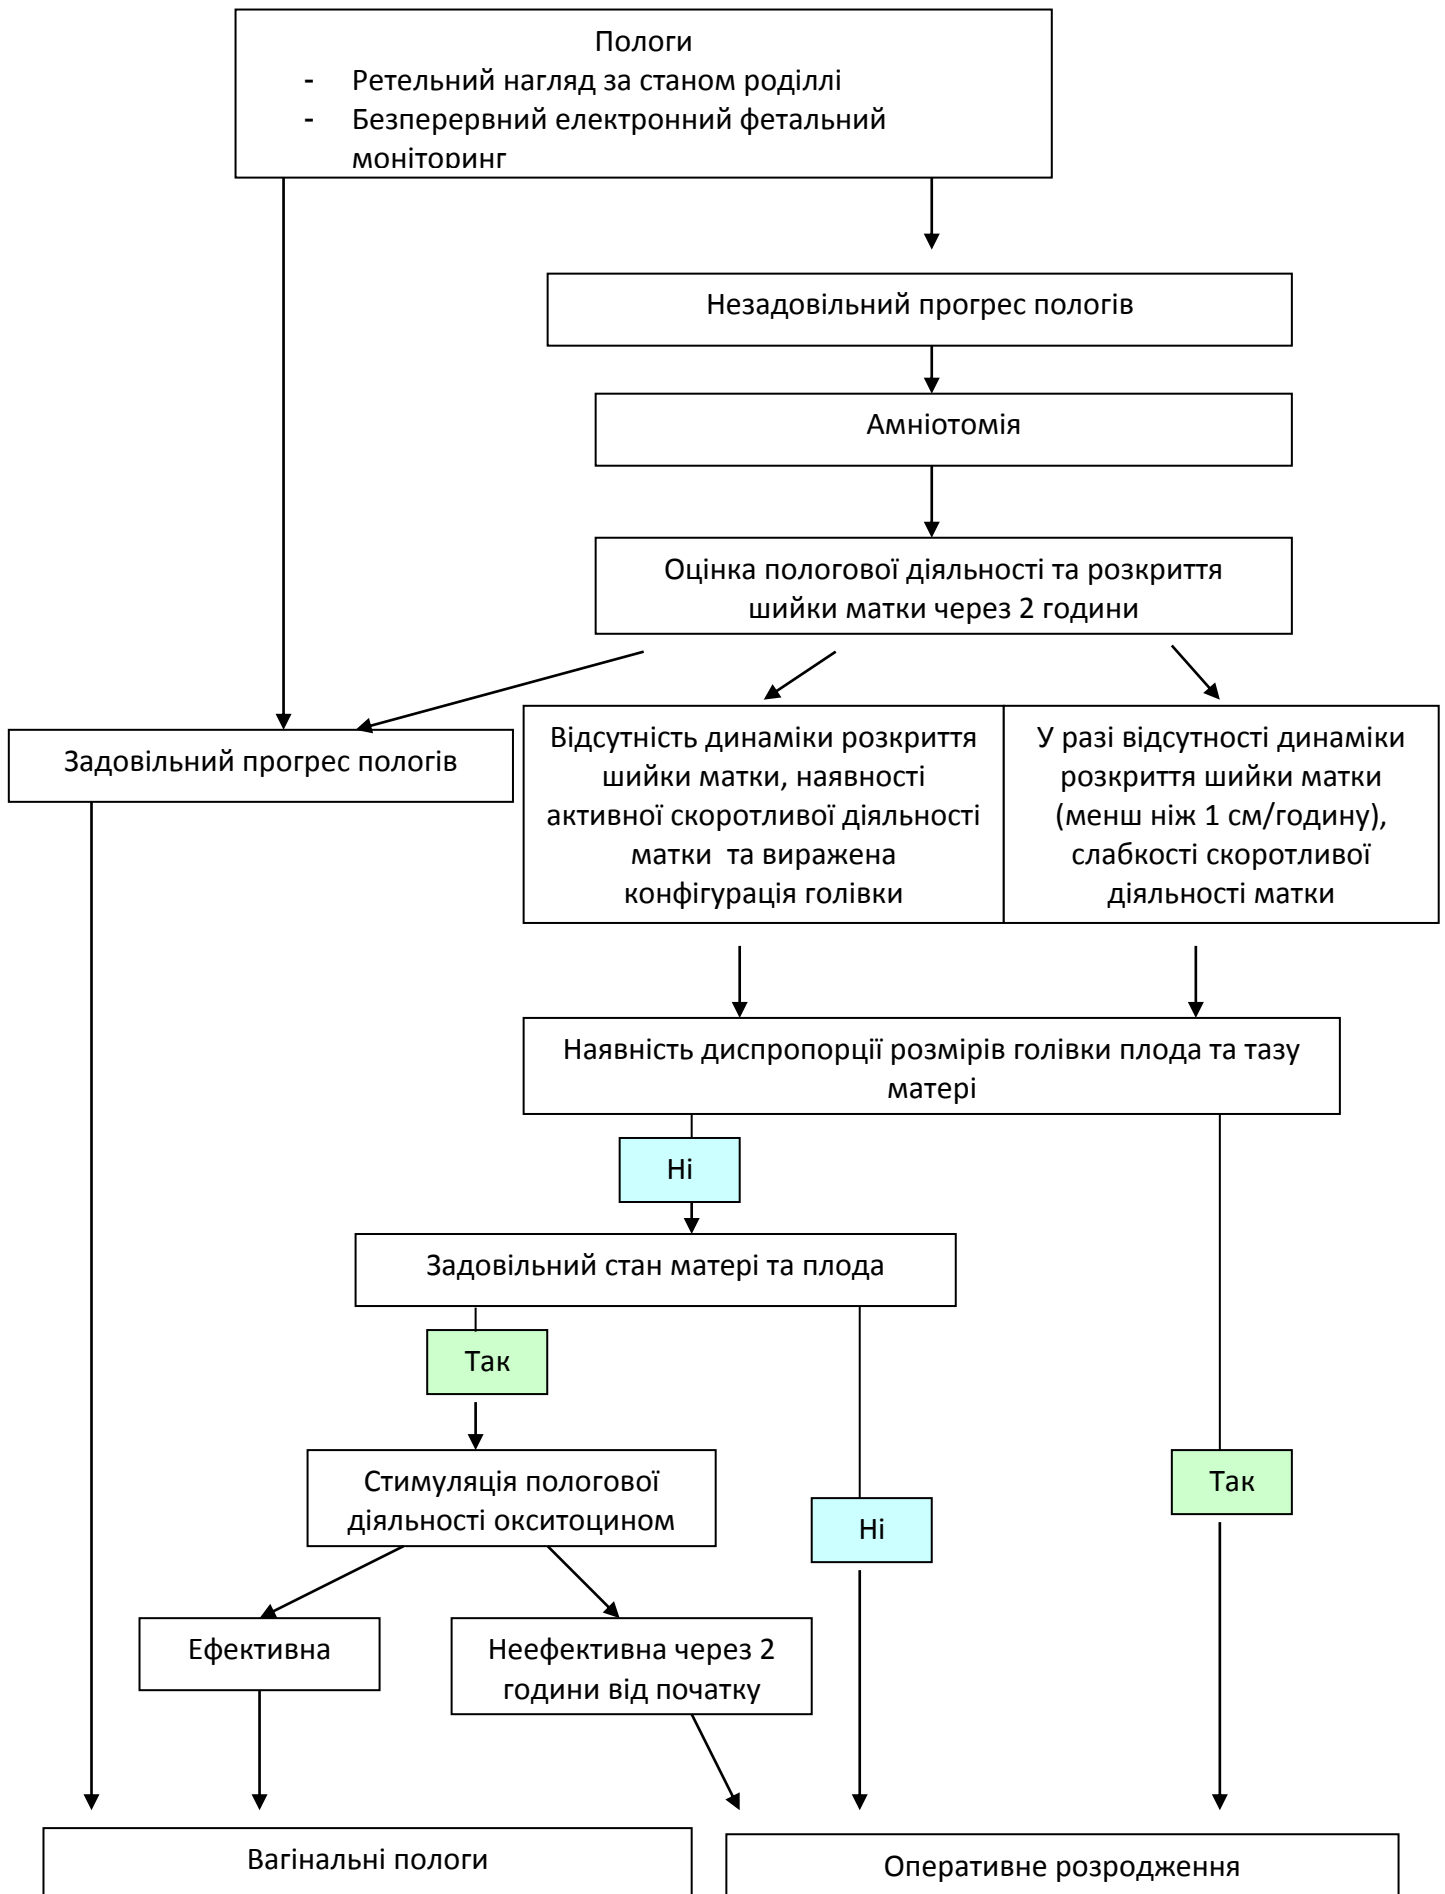 Пологи
- Ретельний нагляд за станом роділлі
- Безперервний електронний фетальний
моніторинг
Незадовільний прогрес пологів
Амніотомія
Оцінка пологової діяльності та розкриття
шийки матки через 2 години
Задовільний прогрес пологів
Відсутність динаміки розкриття
шийки матки, наявності
активної скоротливої діяльності
матки та виражена
конфігурація голівки
У разі відсутності динаміки
розкриття шийки матки
(менш ніж 1 см/годину),
слабкості скоротливої
діяльності матки
Наявність диспропорції розмірів голівки плода та тазу
матері
Ні
Задовільний стан матері та плода
Так
Стимуляція пологової
діяльності окситоцином
Так
Ні
Ефективна
Неефективна через 2
години від початку
Вагінальні пологи
Оперативне розродження